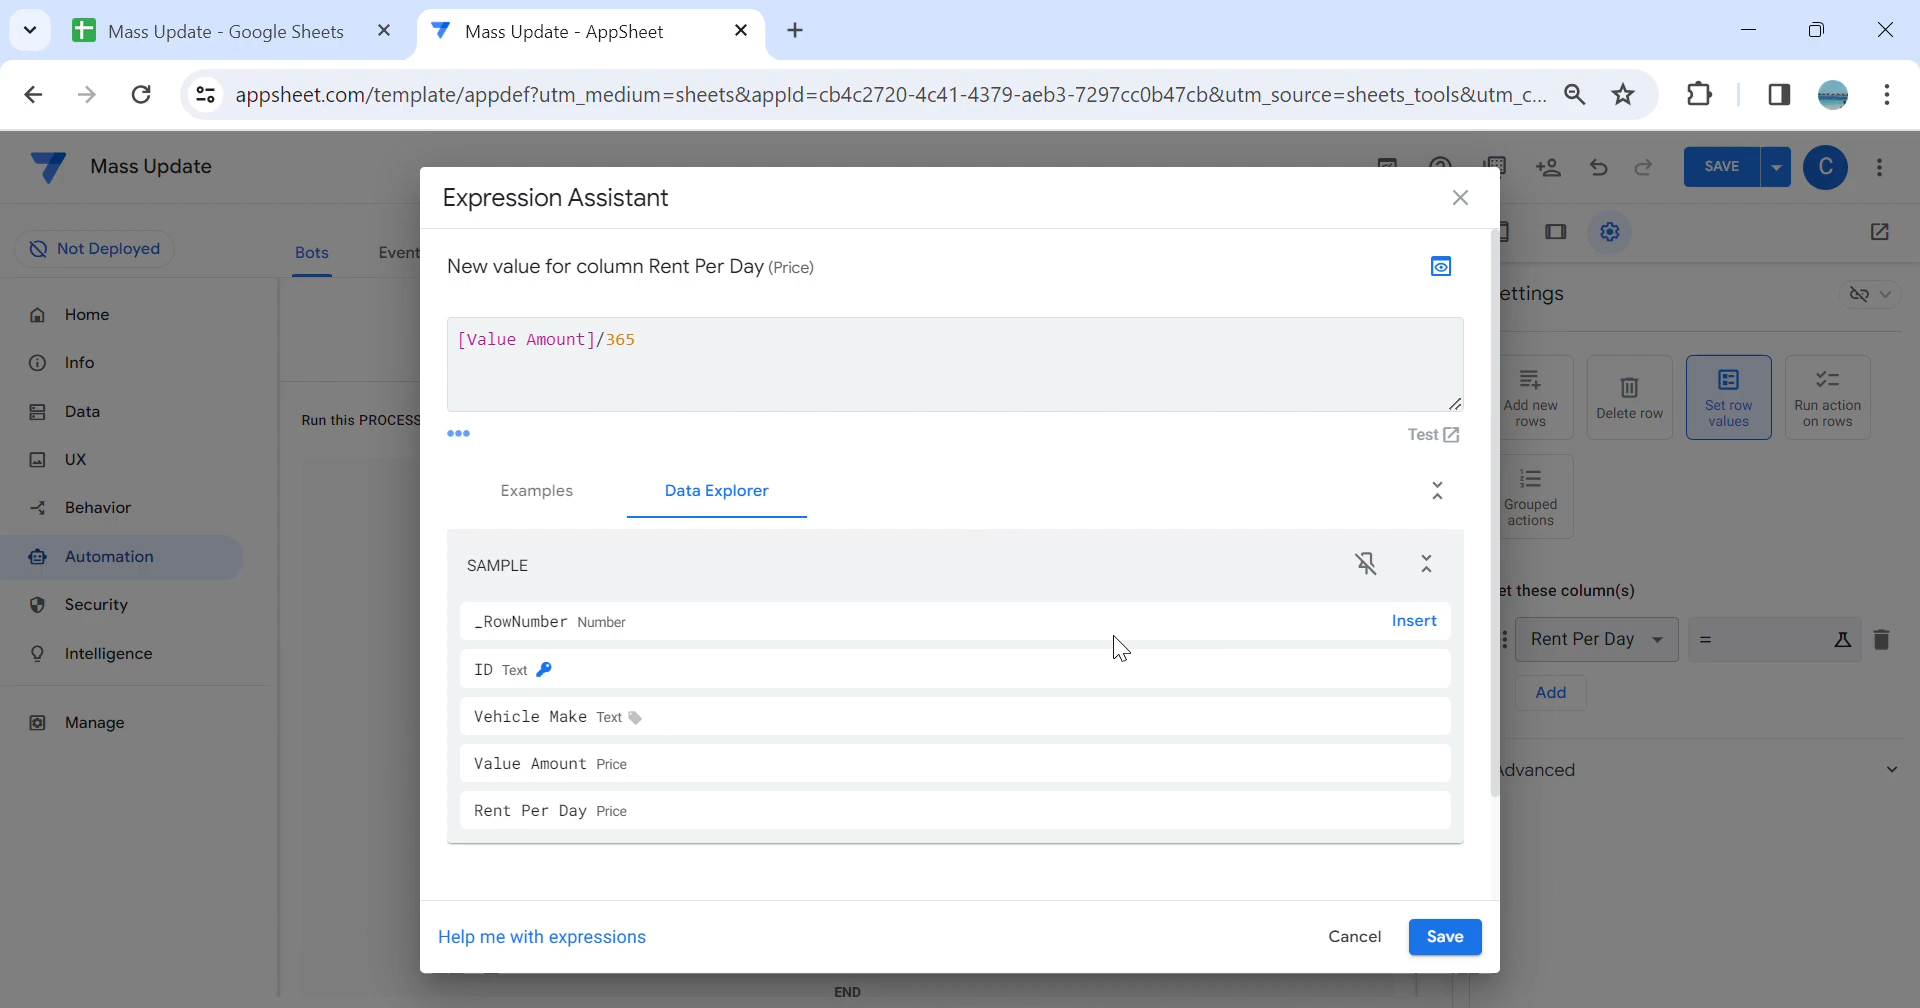 Mass Update - Google Sheets
Mass Update - AppSheet
appsheet.com/template/appdef?utm_medium=sheets&appId=cb4c2720-4c41-4379-aeb3-7297cc0b47cb&utm_source=sheets_tools&utm_c...
Mass Update
SAVE
C
Not Deployed
Bots
Event
Home
Info
Data
UX
Behavior
Automation
Security
Intelligence
Manage
Run this PROCESS
Expression Assistant
New value for column Rent Per Day (Price)
[Value Amount]/365
Test
Examples
Data Explorer
SAMPLE
_RowNumber Number
Insert
ID Text
Vehicle Make Text
Value Amount Price
Rent Per Day Price
Help me with expressions
Cancel
Save
END
ettings
Add new
rows
Delete row
Set row
values
Run action
on rows
Grouped
actions
et these column(s)
Rent Per Day
=
Add
Advanced